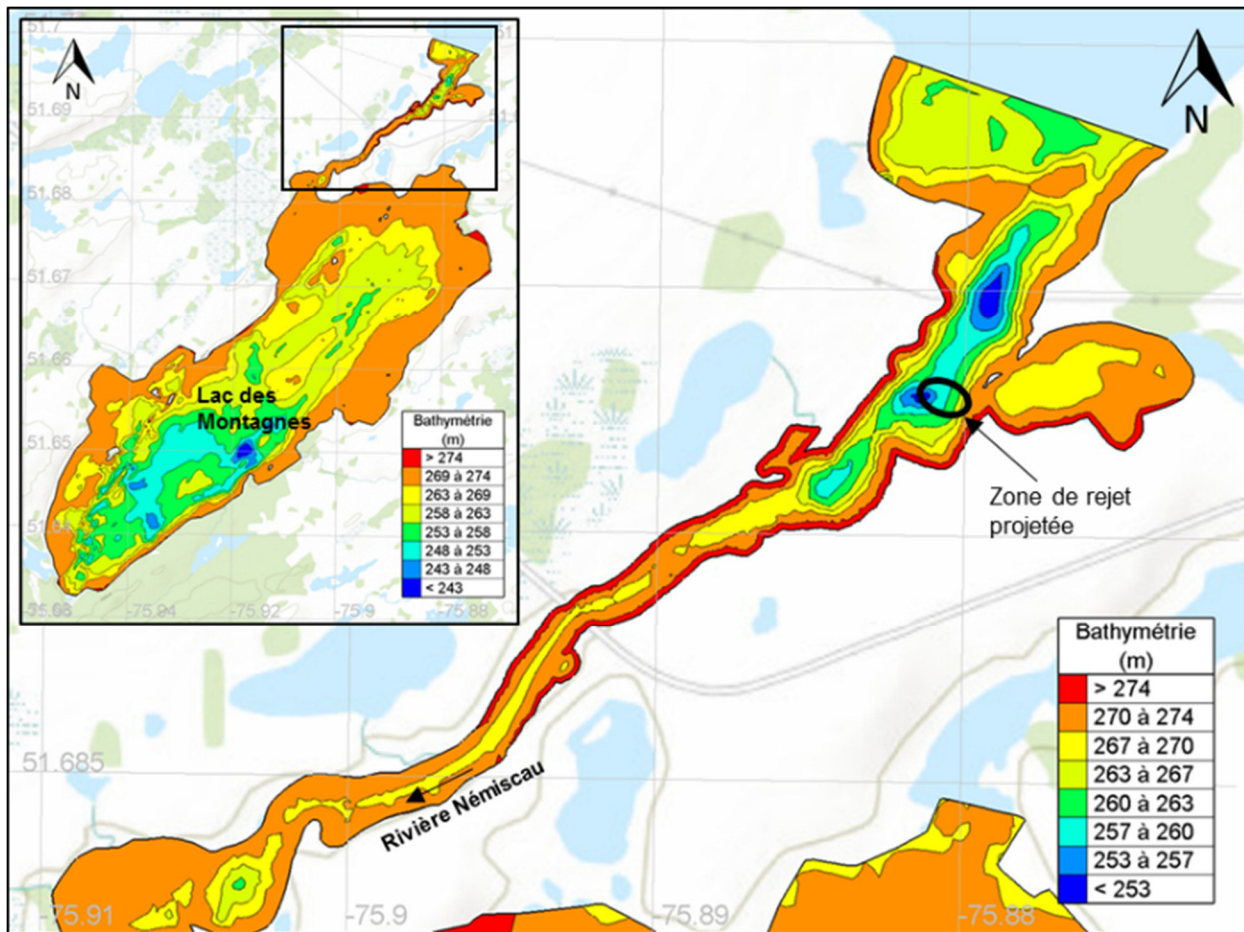 51.7
N
51.69
51.68
51.67
51.66
51.65
Lac des
Montagnes
Bathymétrie
(m)
> 274
269 à 274
263 à 269
258 à 263
253 à 258
248 à 253
243 à 248
< 243
-75.94
-75.92
-75.9
-75.88
N
Zone de rejet
projetée
Bathymétrie
(m)
> 274
270 à 274
267 à 270
263 à 267
260 à 263
257 à 260
253 à 257
< 253
51.685
Rivière Némiscau
-75.91
-75.9
-75.89
-75.88